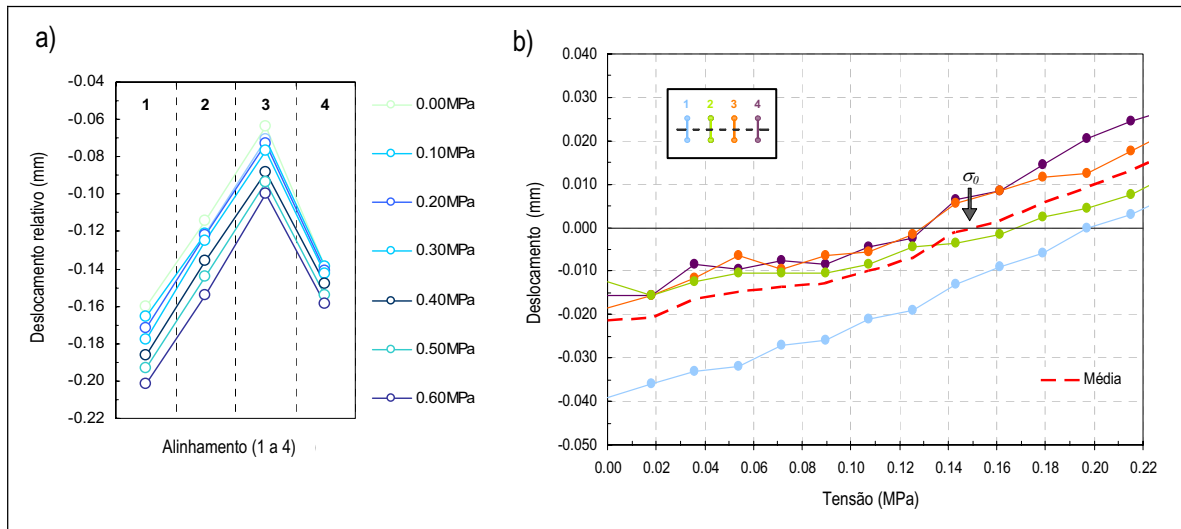 a)
-0.04
-0.06
-0.08
-0.10
-0.12
-0.14
-0.16
-0.18
-0.20
-0.22
Deslocamento relativo (mm)
1 2 3 4
Alinhamento (1 a 4)
0.00MPa
0.10MPa
0.20MPa
0.30MPa
0.40MPa
0.50MPa
0.60MPa
b)
0.040
0.030
0.020
0.010
0.000
-0.010
-0.020
-0.030
-0.040
-0.050
Deslocamento (mm)
1 2 3 4
σ0
Média
0.00 0.02 0.04 0.06 0.08 0.10 0.12 0.14 0.16 0.18 0.20 0.22
Tensão (MPa)